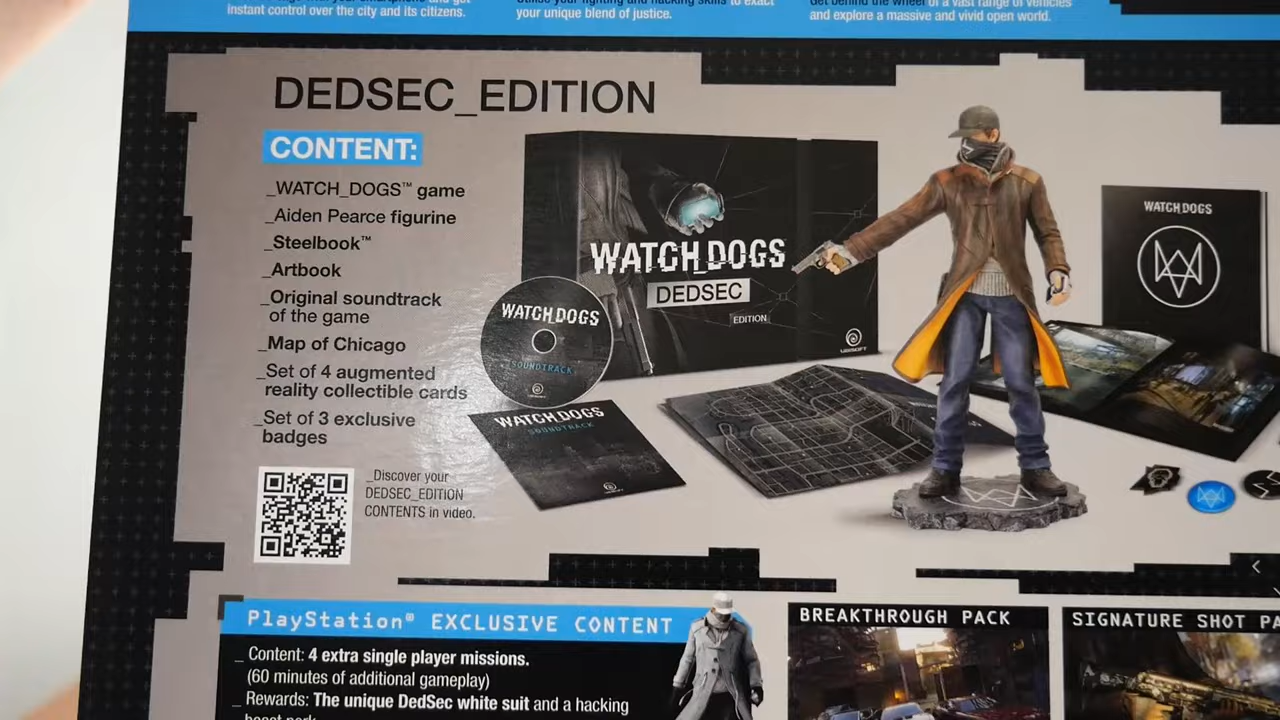 instant control over the city and its citizens.
your unique blend of justice.
and explore a massive and vivid open world.
DEDSEC_EDITION
CONTENT:
_WATCH_DOGS™ game
_Aiden Pearce figurine
_Steelbook™
_Artbook
_Original soundtrack
of the game
_Map of Chicago
_Set of 4 augmented
reality collectible cards
_Set of 3 exclusive
badges
_Discover your
DEDSEC_EDITION
CONTENTS in video.
WATCH_DOGS
DEDSEC
EDITION
UBISOFT
WATCH_DOGS
SOUNDTRACK
WATCH_DOGS
SOUNDTRACK
WATCH_DOGS
PlayStation® EXCLUSIVE CONTENT
_ Content: 4 extra single player missions.
(60 minutes of additional gameplay)
_ Rewards: The unique DedSec white suit and a hacking
BREAKTHROUGH PACK
SIGNATURE SHOT